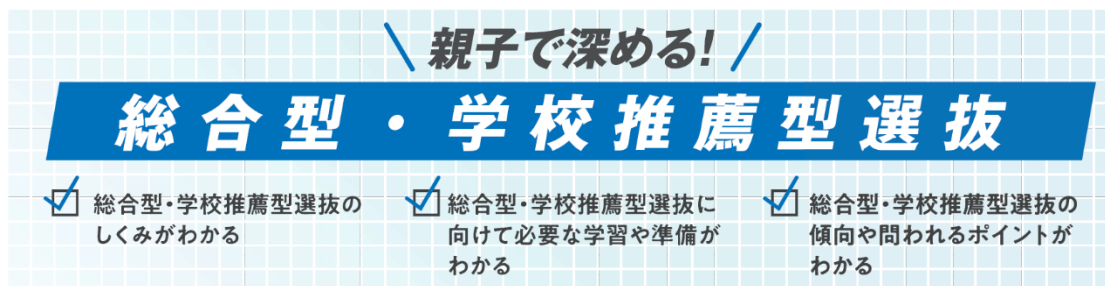 親子で深める!
総合型・学校推薦型選抜
総合型・学校推薦型選抜の
しくみがわかる
総合型・学校推薦型選抜に
向けて必要な学習や準備が
わかる
総合型・学校推薦型選抜の
傾向や問われるポイントが
わかる